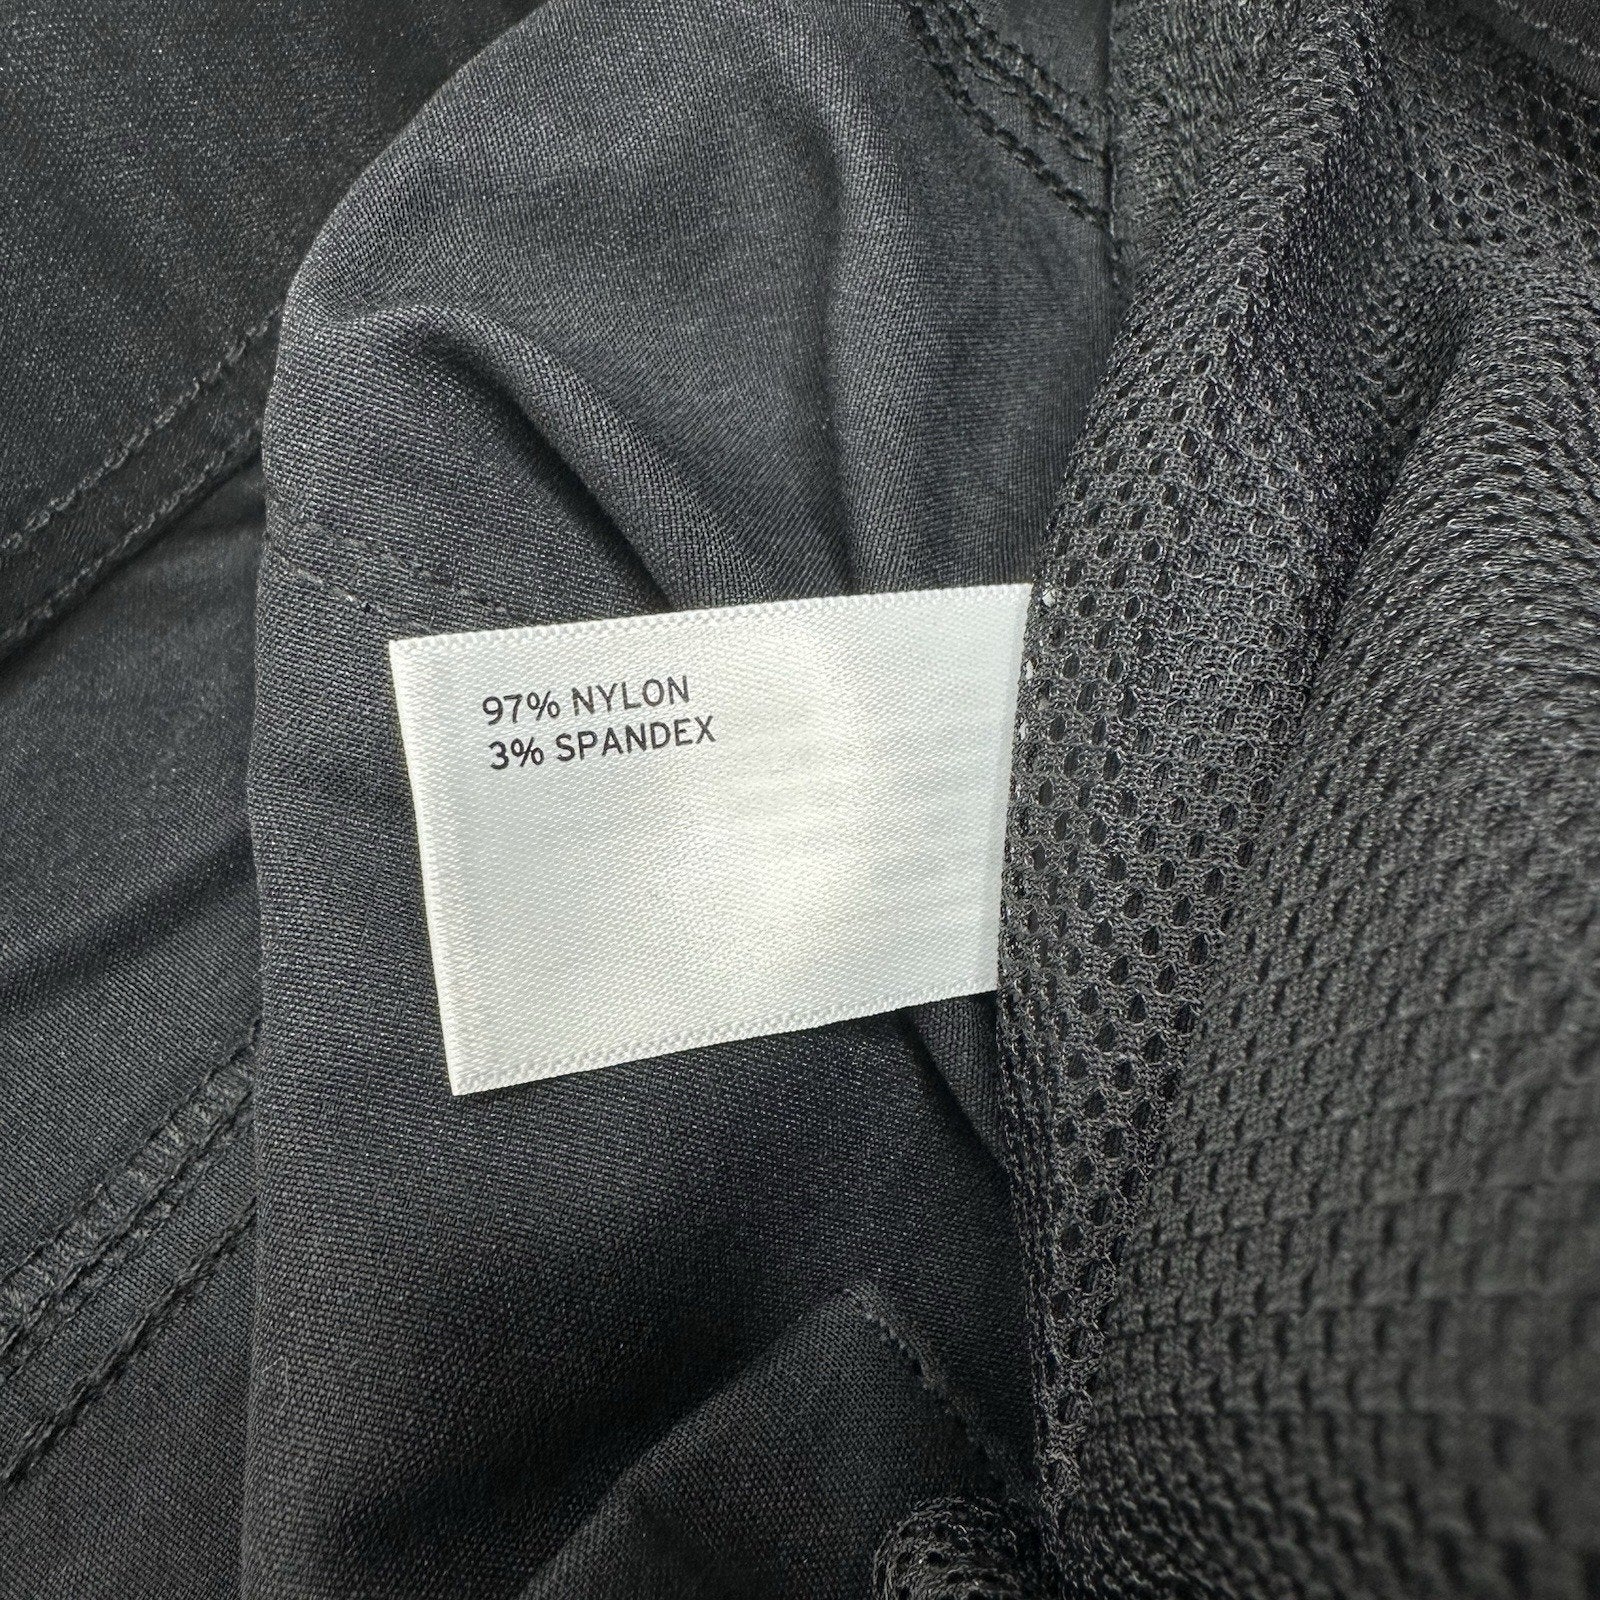 97% NYLON
3% SPANDEX